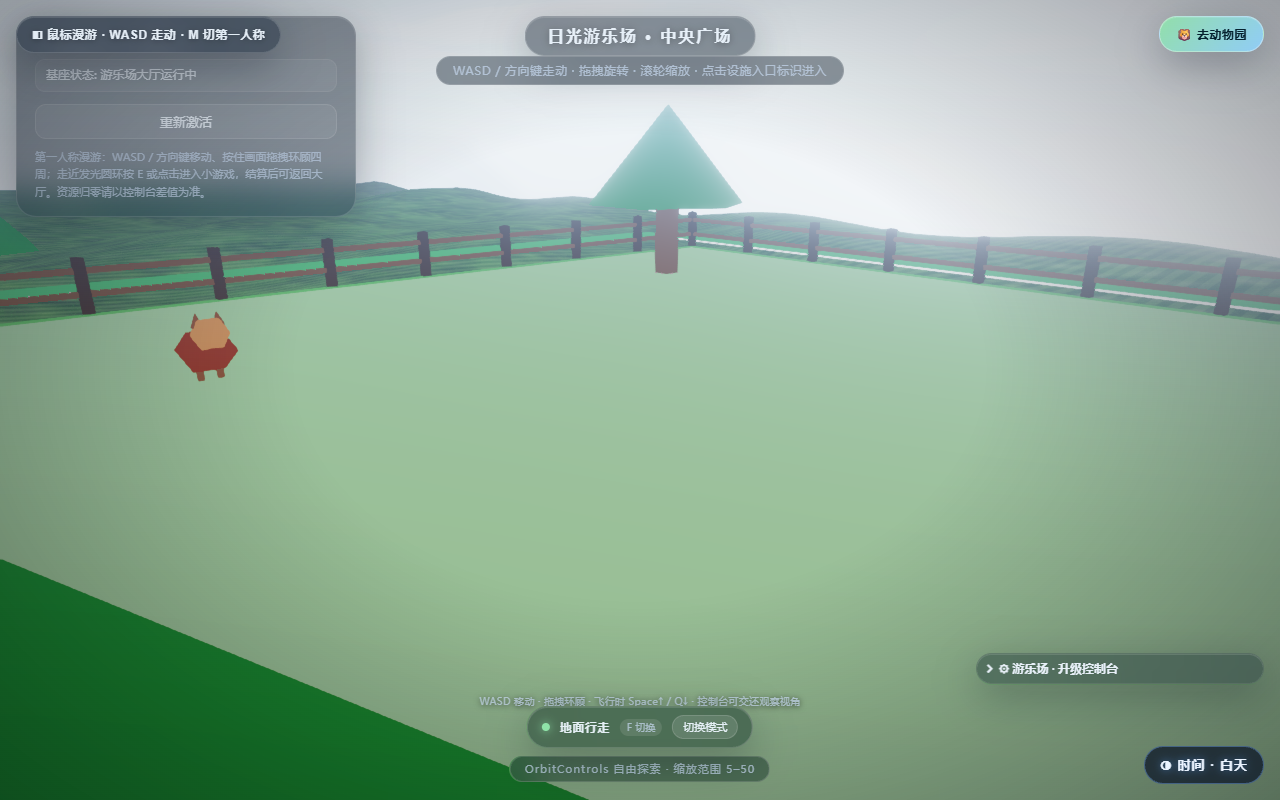 鼠标漫游 · WASD 走动 · M 切第一人称
基座状态: 游乐场大厅运行中
重新激活
第一人称漫游：WASD / 方向键移动、按住画面拖拽环顾四
周；走近发光圆环按 E 或点击进入小游戏，结算后可返回大
厅。资源归零请以控制台差值为准。
日光游乐场 • 中央广场
WASD / 方向键走动 · 拖拽旋转 · 滚轮缩放 · 点击设施入口标识进入
去动物园
游乐场 · 升级控制台
WASD 移动 · 拖拽环顾 · 飞行时 Space↑ / Q↓ · 控制台可交还观察视角
地面行走 F 切换 切换模式
OrbitControls 自由探索 · 缩放范围 5–50
时间 · 白天